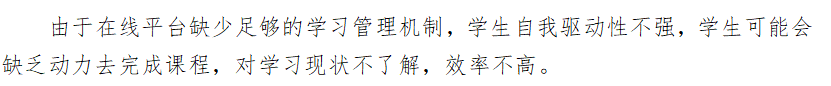 由于在线平台缺少足够的学习管理机制，学生自我驱动性不强，学生可能会
缺乏动力去完成课程，对学习现状不了解，效率不高。